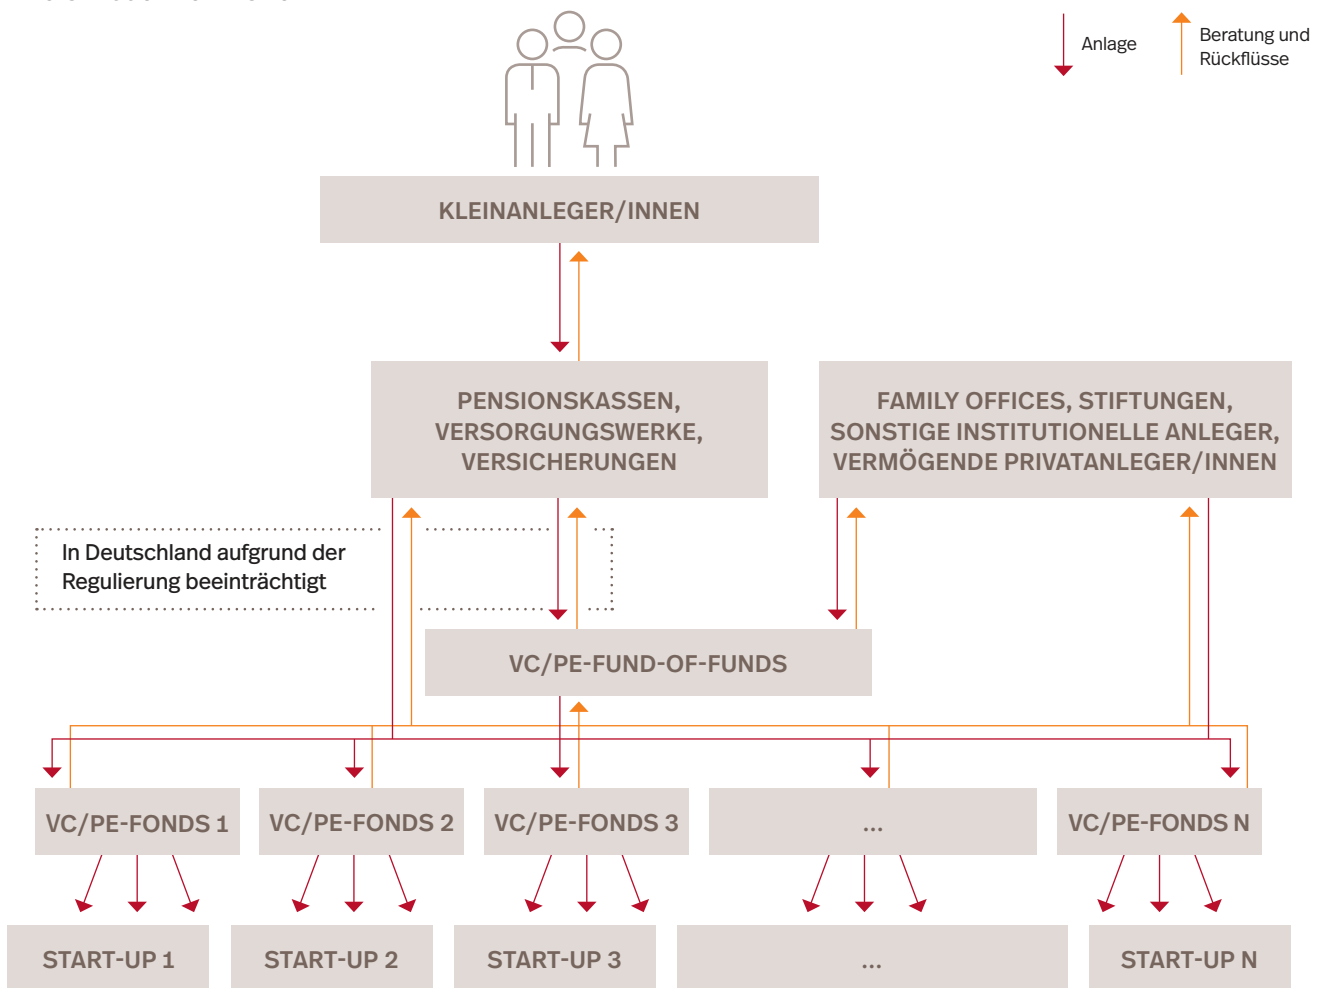 Anlage
Beratung und
Rückflüsse
KLEINANLEGER/INNEN
PENSIONSKASSEN,
VERSORGUNGSWERKE,
VERSICHERUNGEN
FAMILY OFFICES, STIFTUNGEN,
SONSTIGE INSTITUTIONELLE ANLEGER,
VERMÖGENDE PRIVATANLEGER/INNEN
In Deutschland aufgrund der
Regulierung beeinträchtigt
VC/PE-FUND-OF-FUNDS
VC/PE-FONDS 1
VC/PE-FONDS 2
VC/PE-FONDS 3
...
VC/PE-FONDS N
START-UP 1
START-UP 2
START-UP 3
...
START-UP N